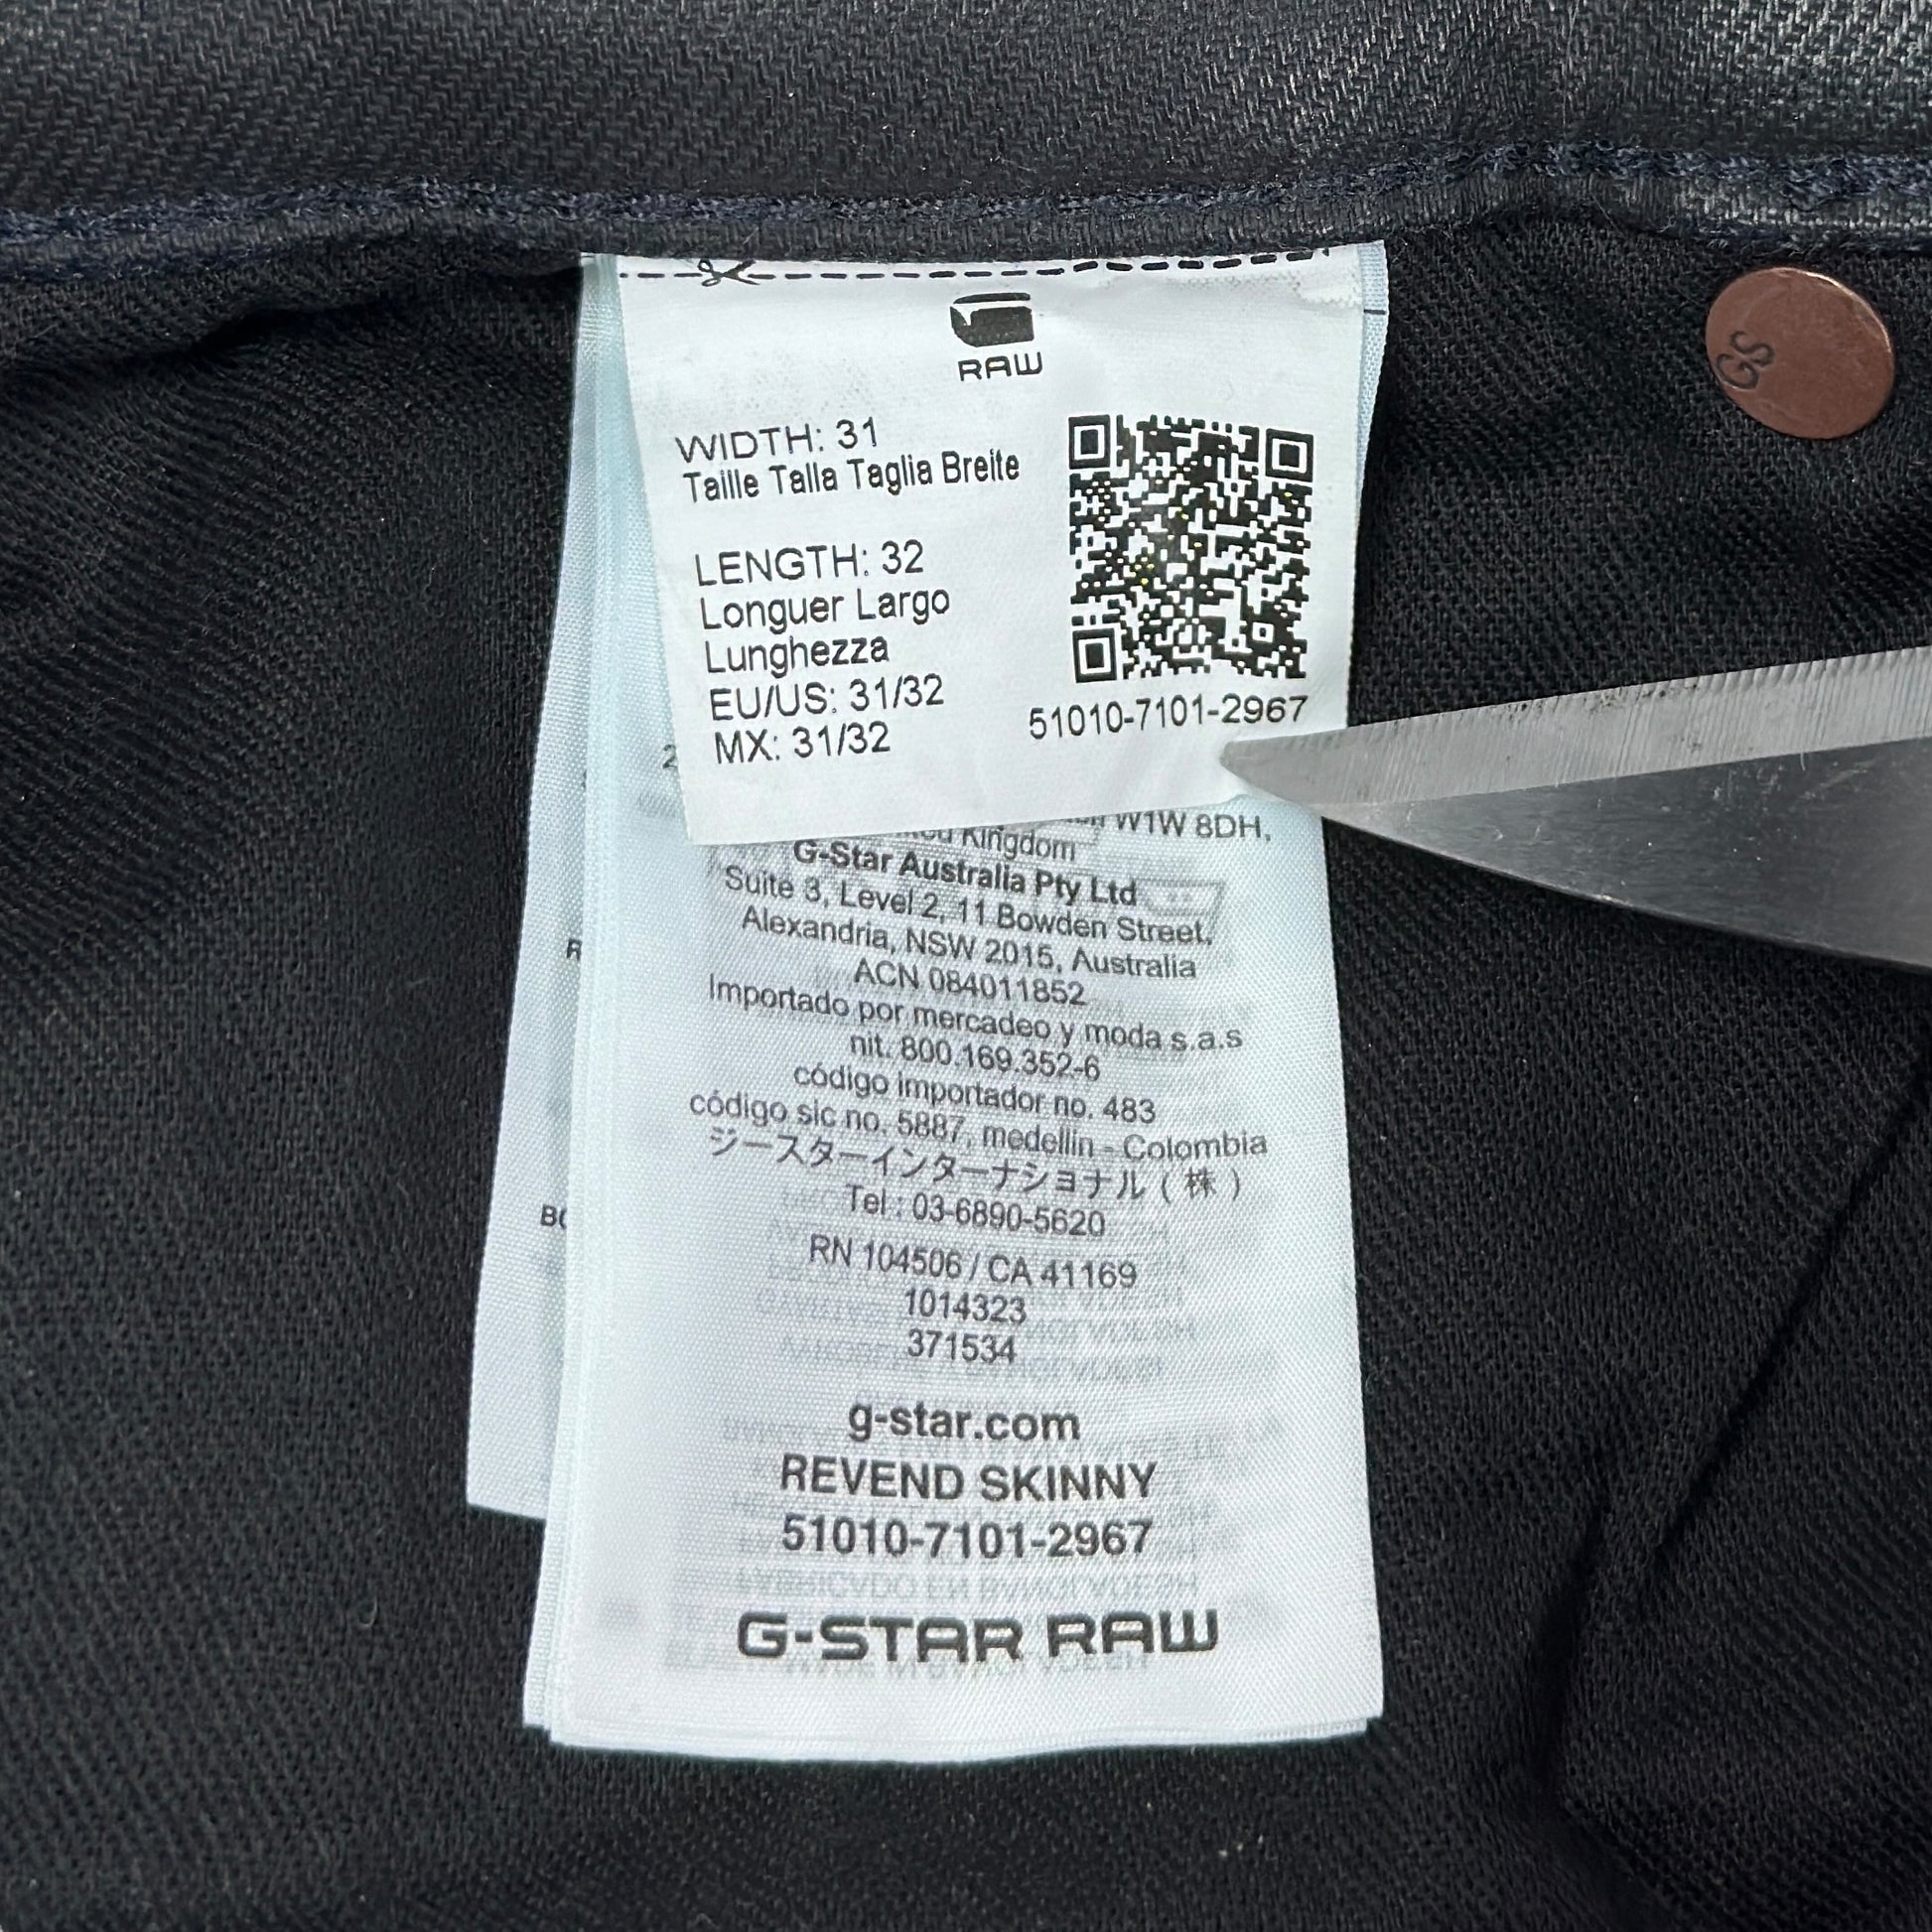 RAW
WIDTH: 31
Taille Talla Taglia Breite
LENGTH: 32
Longuer Largo
Lunghezza
EU/US: 31/32
MX: 31/32
51010-7101-2967
GS
W1W 8DH,
Kingdom
G-Star Australia Pty Ltd
Suite 3, Level 2, 11 Bowden Street,
Alexandria, NSW 2015, Australia
ACN 084011852
Importado por mercadeo y moda s.a.s
nit. 800.169.352-6
código importador no. 483
código sic no. 5887, medellin - Colombia
ジースターインターナショナル ( 株 )
Tel : 03-6890-5620
RN 104506 / CA 41169
1014323
371534
g-star.com
REVEND SKINNY
51010-7101-2967
G-STAR RAW